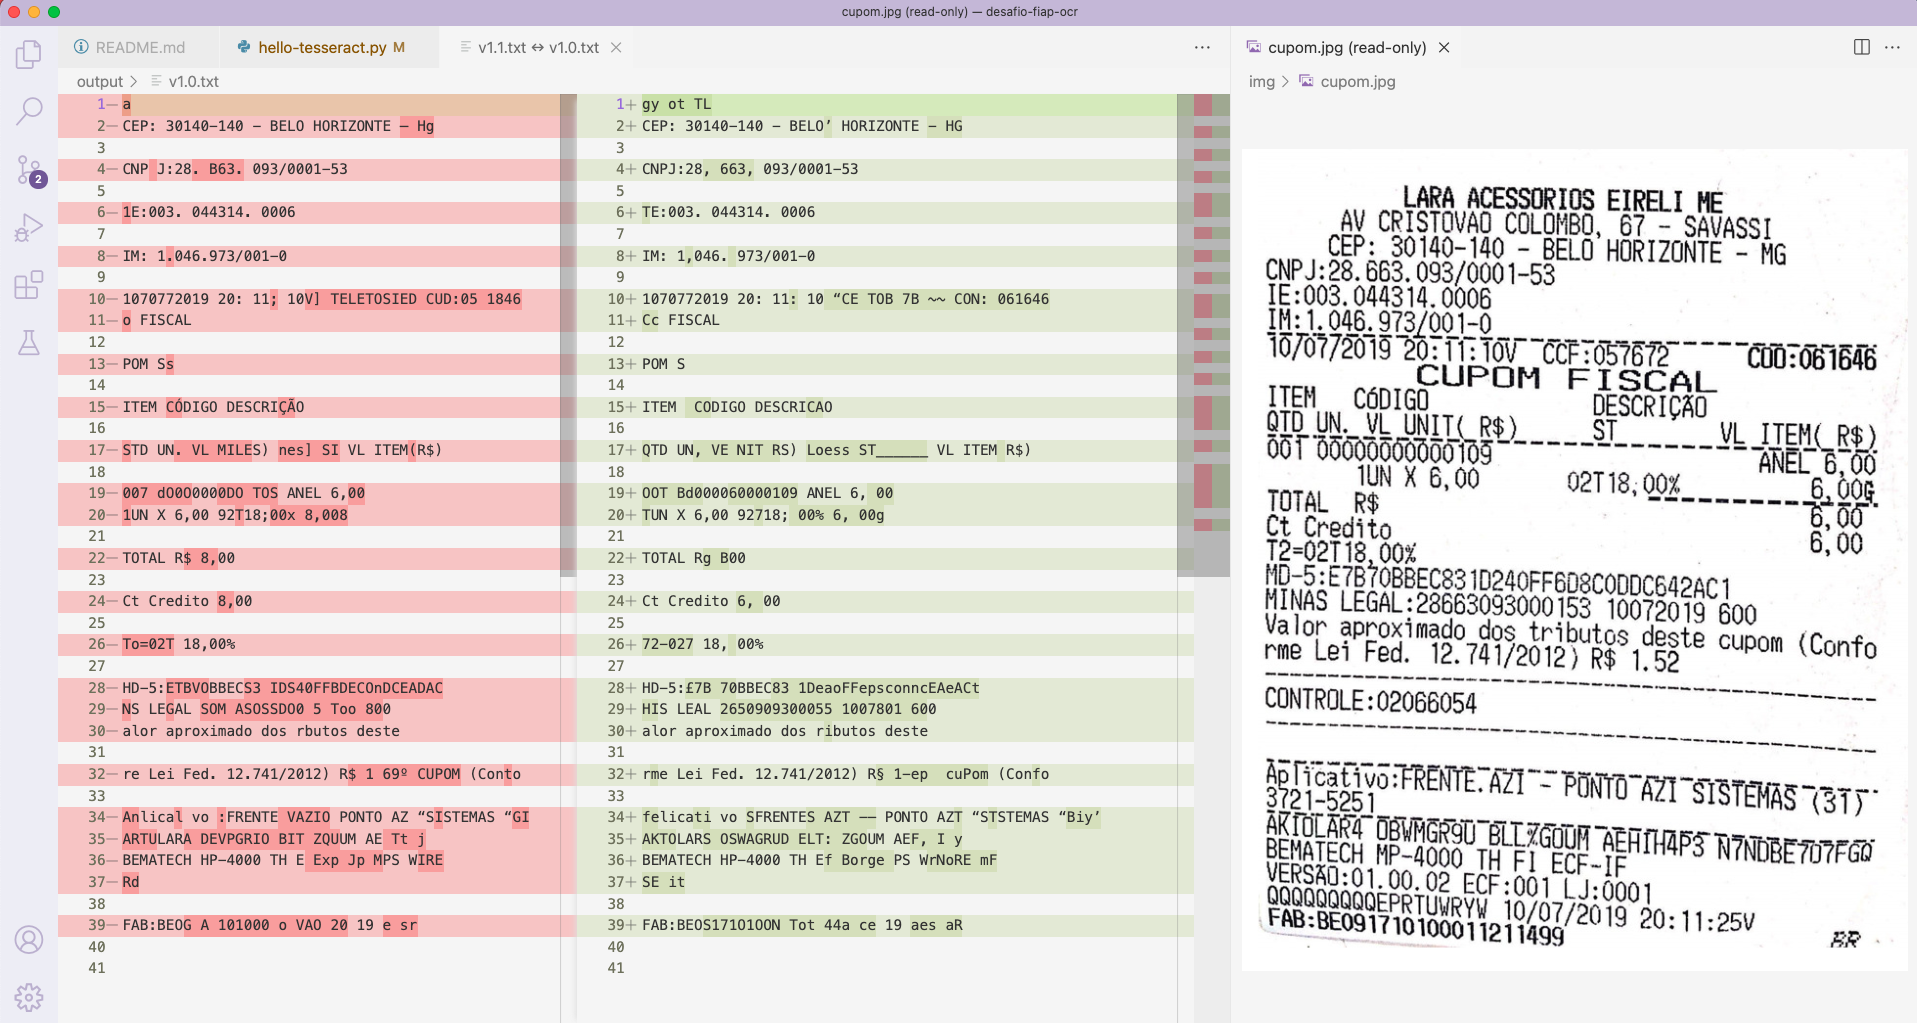 cupom.jpg (read-only) — desafio-fiap-ocr
README.md
hello-tesseract.py M
v1.1.txt ↔ v1.0.txt
output > v1.0.txt
1— a
2— CEP: 30140-140 - BELO HORIZONTE — Hg
3
4— CNP J:28. B63. 093/0001-53
5
6— 1E:003. 044314. 0006
7
8— IM: 1.046.973/001-0
9
10— 1070772019 20: 11; 10V] TELETOSIED CUD:05 1846
11— o FISCAL
12
13— POM Ss
14
15— ITEM CÓDIGO DESCRIÇÃO
16
17— STD UN. VL MILES) nes] SI VL ITEM(R$)
18
19— 007 dO0O0000DO TOS ANEL 6,00
20— 1UN X 6,00 92T18;00x 8,008
21
22— TOTAL R$ 8,00
23
24— Ct Credito 8,00
25
26— To=02T 18,00%
27
28— HD-5:ETBVOBBECS3 IDS40FFBDECOnDCEADAC
29— NS LEGAL SOM ASOSSDO0 5 Too 800
30— alor aproximado dos rbutos deste
31
32— re Lei Fed. 12.741/2012) R$ 1 69º CUPOM (Conto
33
34— Anlical vo :FRENTE VAZIO PONTO AZ “SISTEMAS “GI
35— ARTULARA DEVPGRIO BIT ZQUUM AE Tt j
36— BEMATECH HP-4000 TH E Exp Jp MPS WIRE
37— Rd
38
39— FAB:BEOG A 101000 o VAO 20 19 e sr
40
41
1+ gy ot TL
2+ CEP: 30140-140 - BELO’ HORIZONTE - HG
3
4+ CNPJ:28, 663, 093/0001-53
5
6+ TE:003. 044314. 0006
7
8+ IM: 1,046. 973/001-0
9
10+ 1070772019 20: 11: 10 “CE TOB 7B ~~ CON: 061646
11+ Cc FISCAL
12
13+ POM S
14
15+ ITEM  CODIGO DESCRICAO
16
17+ QTD UN, VE NIT RS) Loess ST______ VL ITEM R$)
18
19+ OOT Bd000060000109 ANEL 6, 00
20+ TUN X 6,00 92718; 00% 6, 00g
21
22+ TOTAL Rg B00
23
24+ Ct Credito 6, 00
25
26+ 72-027 18, 00%
27
28+ HD-5:£7B 70BBEC83 1DeaoFFepsconncEAeACt
29+ HIS LEAL 2650909300055 1007801 600
30+ alor aproximado dos ributos deste
31
32+ rme Lei Fed. 12.741/2012) R§ 1-ep  cuPom (Confo
33
34+ felicati vo SFRENTES AZT —— PONTO AZT “STSTEMAS “Biy’
35+ AKTOLARS OSWAGRUD ELT: ZGOUM AEF, I y
36+ BEMATECH HP-4000 TH Ef Borge PS WrNoRE mF
37+ SE it
38
39+ FAB:BEOS17101OON Tot 44a ce 19 aes aR
40
41
2
cupom.jpg (read-only)
img > cupom.jpg
LARA ACESSORIOS EIRELI ME
AV CRISTOVAO COLOMBO, 67 - SAVASSI
CEP: 30140-140 - BELO HORIZONTE - MG
CNPJ:28.663.093/0001-53
IE:003.044314.0006
IM:1.046.973/001-0
10/07/2019 20:11:10V CCF:057672 COO:061646
CUPOM FISCAL
ITEM CóDIGO DESCRIÇÃO
QTD UN. VL UNIT( R$) ST VL ITEM( R$)
001 00000000000109 ANEL 6,00
1UN X 6,00 02T18,00% 6,00G
TOTAL R$ 6,00
Ct Credito 6,00
T2=02T18,00%
MD-5:E7B70BBEC831D240FF6D8C0DDC642AC1
MINAS LEGAL:28663093000153 10072019 600
Valor aproximado dos tributos deste cupom (Confo
rme Lei Fed. 12.741/2012) R$ 1.52
CONTROLE:02066054
Aplicativo:FRENTE.AZI - PONTO AZI SISTEMAS (31)
3721-5251
AKIOLAR4 OBWMGR9U BLL%GOUM AEHIH4P3 N7NDBE7D7FGQ
BEMATECH MP-4000 TH FI ECF-IF
VERSÃO:01.00.02 ECF:001 LJ:0001
QQQQQQQQQEPRTUWRYW 10/07/2019 20:11:25V
FAB:BE091710100011211499
BR